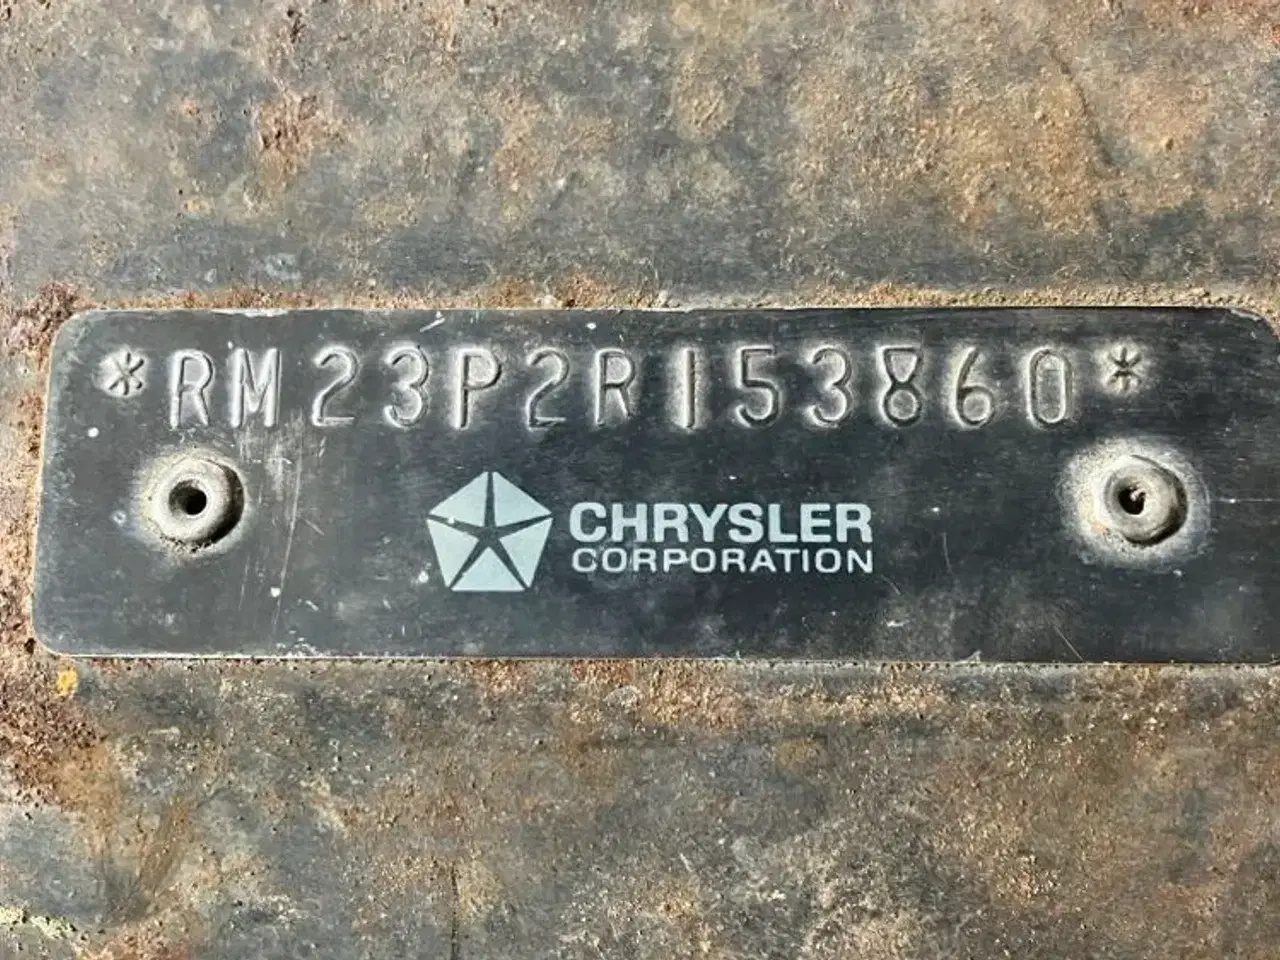 *RM23P2R153860*
CHRYSLER
CORPORATION